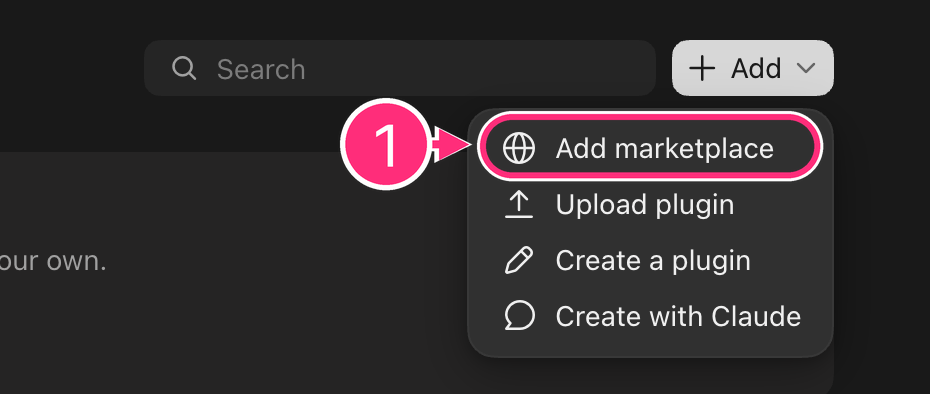 Search
Add
1
Add marketplace
Upload plugin
our own.
Create a plugin
Create with Claude